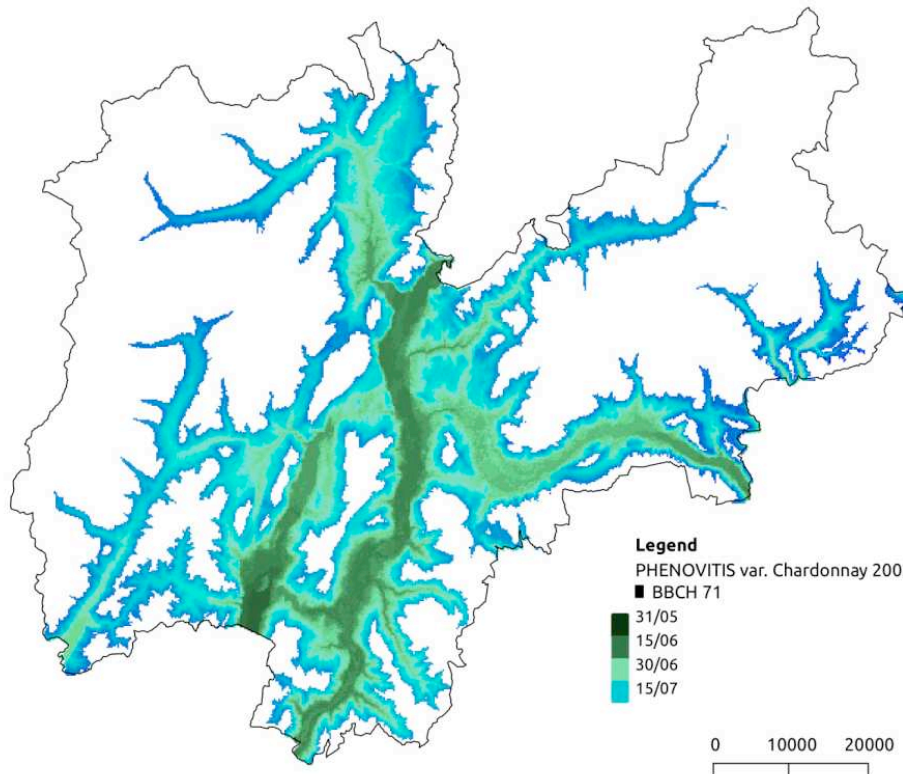 Legend
PHENOVITIS var. Chardonnay 200
BBCH 71
31/05
15/06
30/06
15/07
0 10000 20000